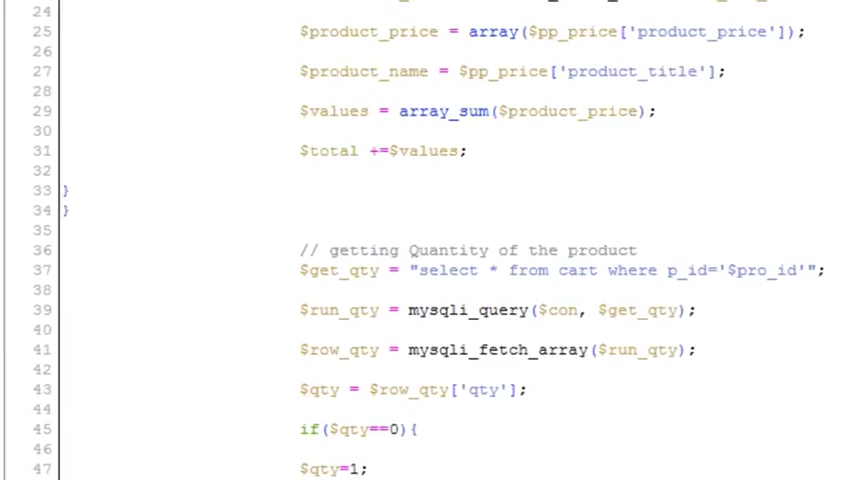 24
25 $product_price = array($pp_price['product_price']);
26
27 $product_name = $pp_price['product_title'];
28
29 $values = array_sum($product_price);
30
31 $total +=$values;
32
33 }
34 }
35
36 // getting Quantity of the product
37 $get_qty = "select * from cart where p_id='$pro_id'";
38
39 $run_qty = mysqli_query($con, $get_qty);
40
41 $row_qty = mysqli_fetch_array($run_qty);
42
43 $qty = $row_qty['qty'];
44
45 if($qty==0){
46
47 $qty=1;